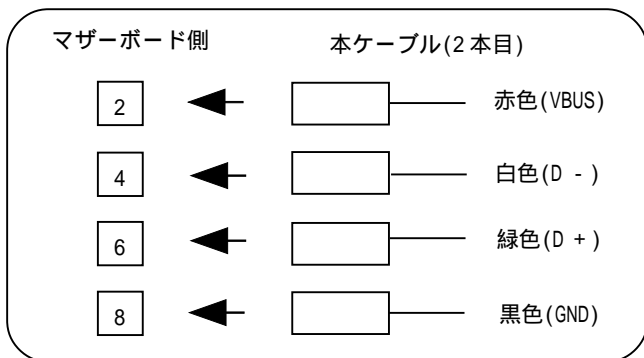 マザーボード側 本ケーブル(2本目)
2 赤色(VBUS)
4 白色(D -)
6 緑色(D +)
8 黒色(GND)